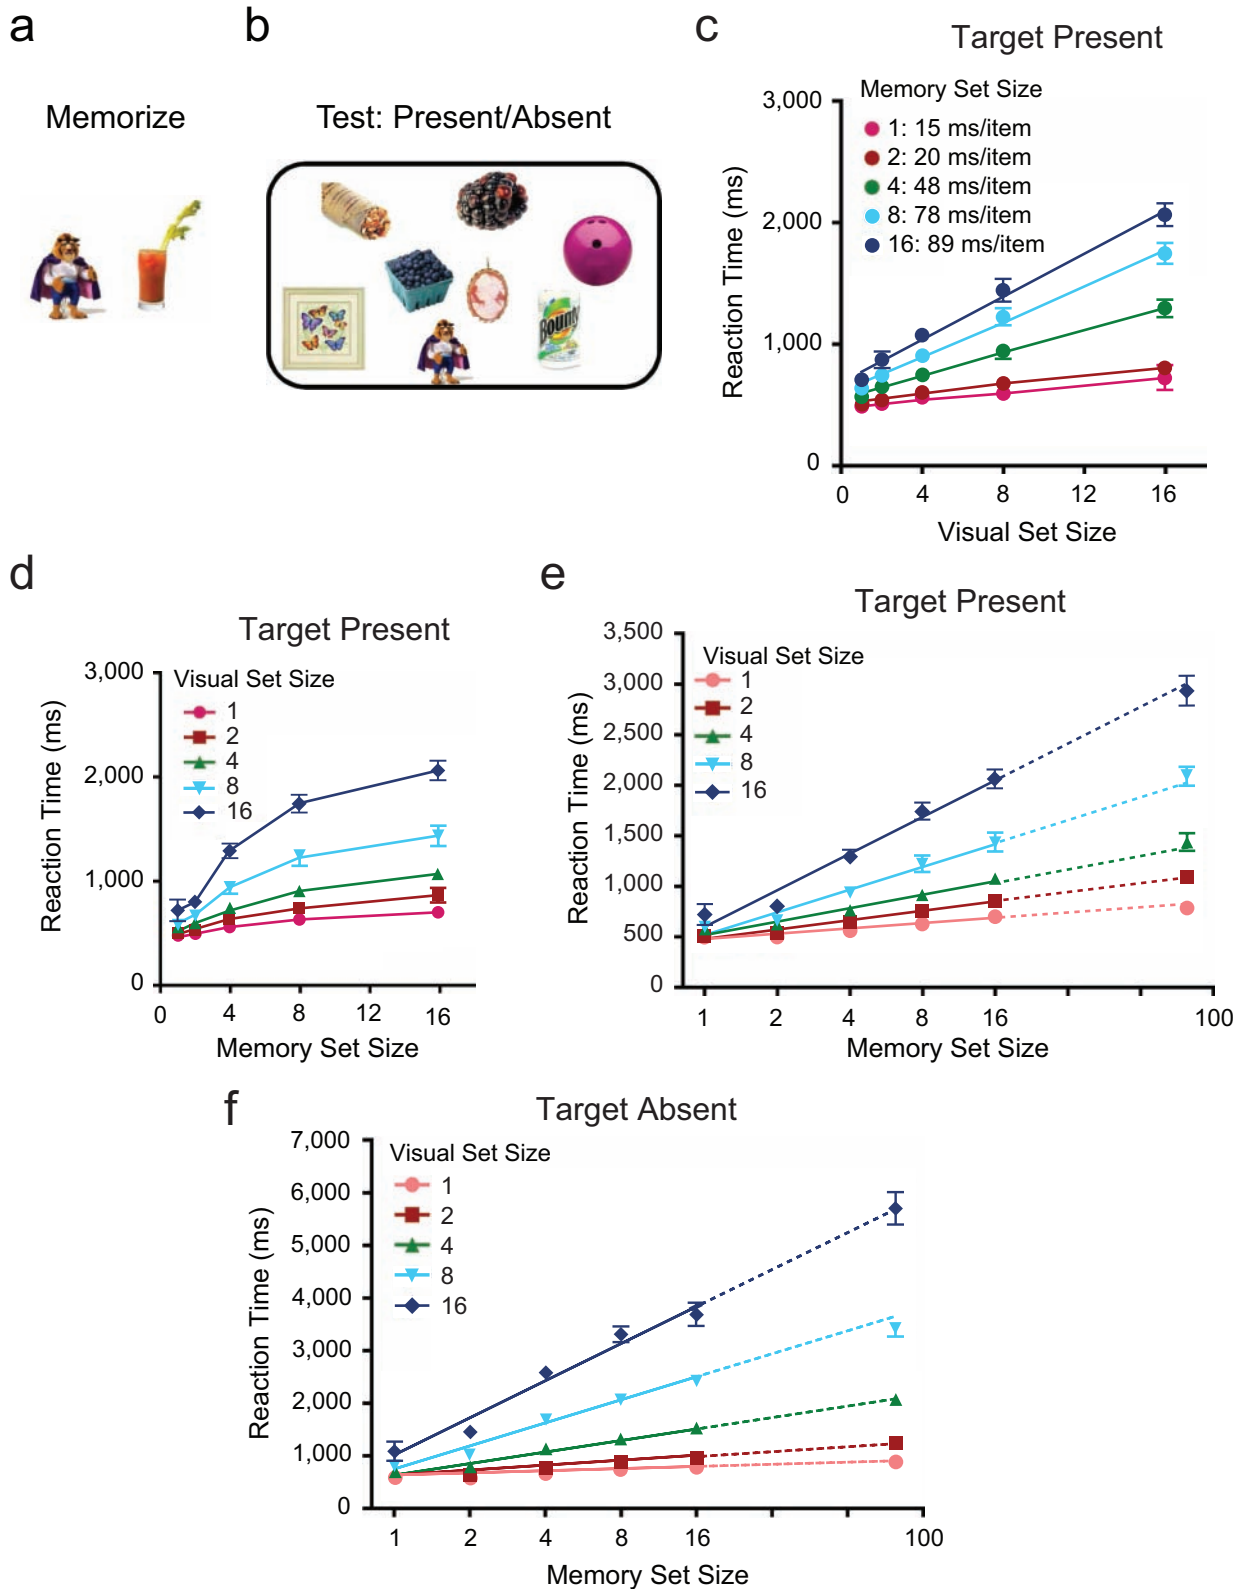 a
b
c
Memorize
Test: Present/Absent
Bounty
Target Present
Memory Set Size
1: 15 ms/item
2: 20 ms/item
4: 48 ms/item
8: 78 ms/item
16: 89 ms/item
Reaction Time (ms)
3,000
2,000
1,000
0
0 4 8 12 16
Visual Set Size
d
Target Present
Visual Set Size
1
2
4
8
16
Reaction Time (ms)
3,000
2,000
1,000
0
0 4 8 12 16
Memory Set Size
e
Target Present
Visual Set Size
1
2
4
8
16
Reaction Time (ms)
3,500
3,000
2,500
2,000
1,500
1,000
500
0
1 2 4 8 16 100
Memory Set Size
f
Target Absent
Visual Set Size
1
2
4
8
16
Reaction Time (ms)
7,000
6,000
5,000
4,000
3,000
2,000
1,000
0
1 2 4 8 16 100
Memory Set Size